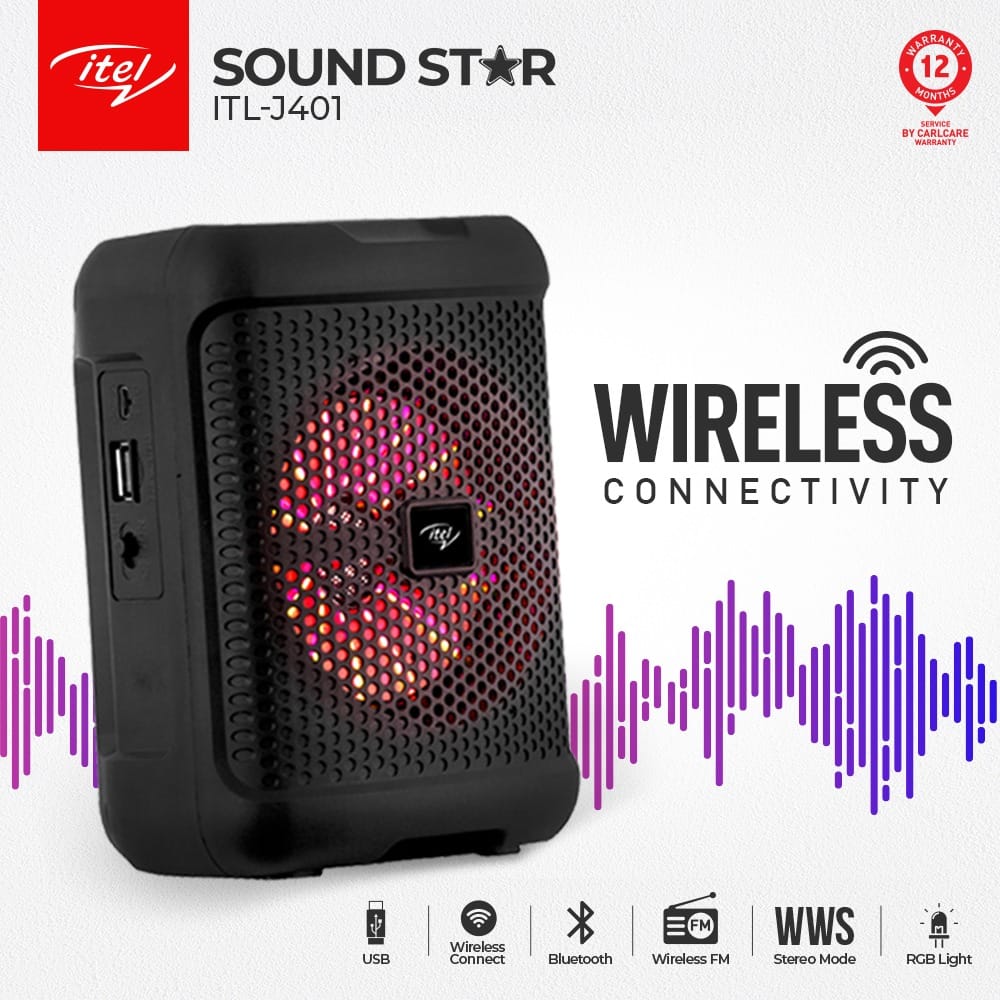 itel
SOUND STAR
ITL-J401
WARRANTY
12
MONTHS
SERVICE
BY CARLCARE
WARRANTY
itel
WIRELESS
CONNECTIVITY
USB
Wireless
Connect
Bluetooth
FM
Wireless FM
WWS
Stereo Mode
M
RGB Light